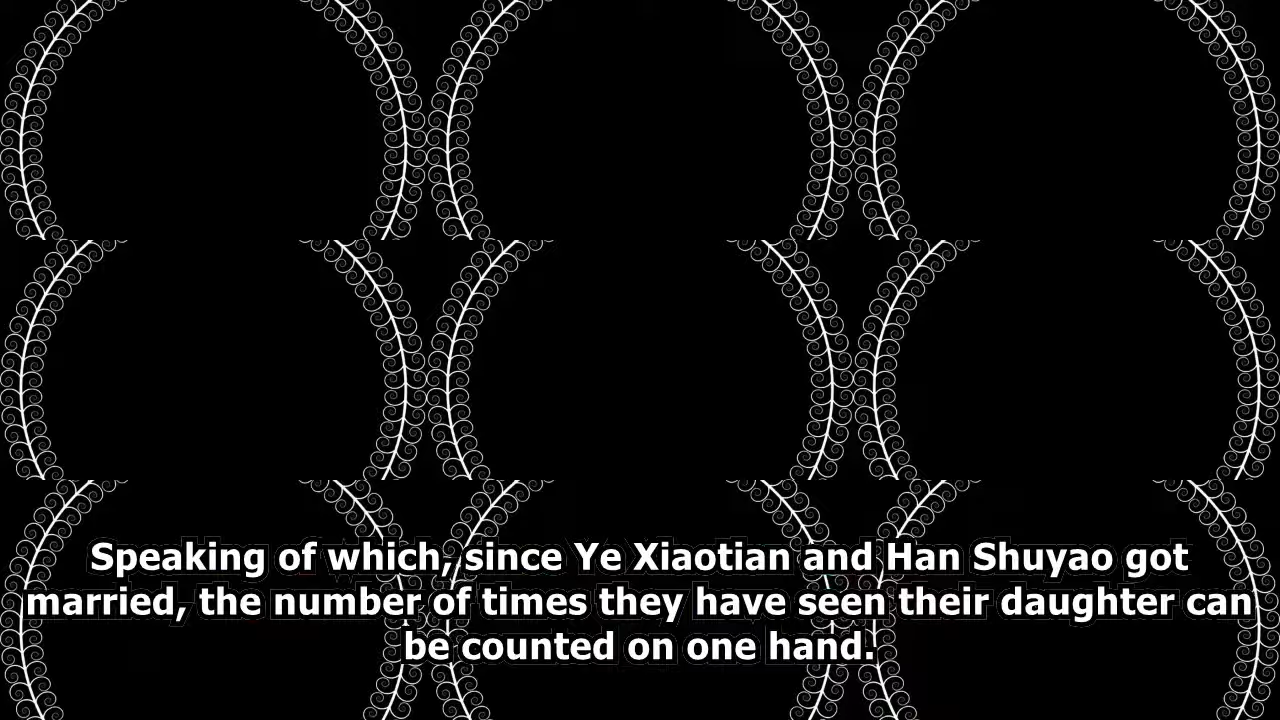 Speaking of which, since Ye Xiaotian and Han Shuyao got
married, the number of times they have seen their daughter can
be counted on one hand.